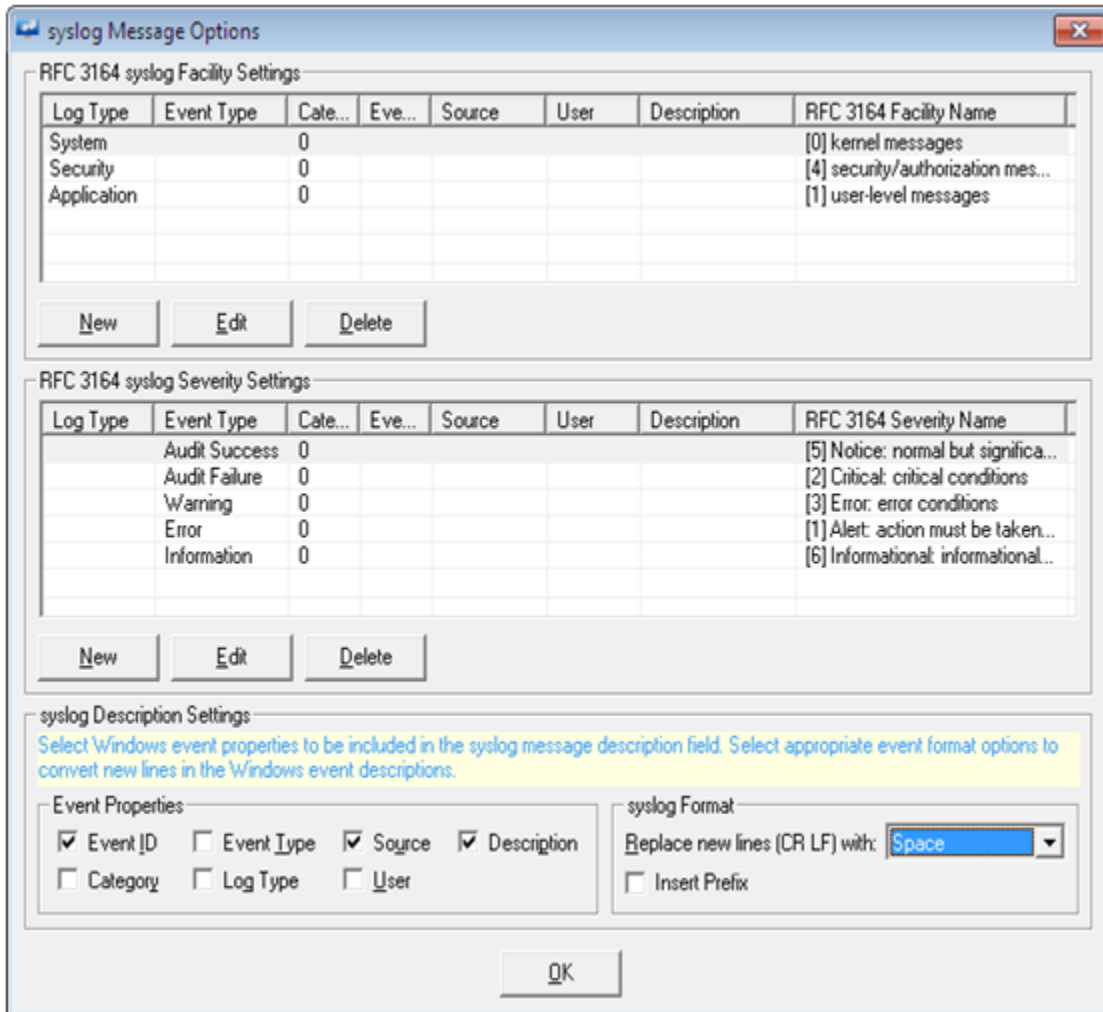 syslog Message Options
RFC 3164 syslog Facility Settings
Log Type Event Type Cate... Eve... Source User Description RFC 3164 Facility Name
System 0 [0] kernel messages
Security 0 [4] security/authorization mes...
Application 0 [1] user-level messages
New Edit Delete
RFC 3164 syslog Severity Settings
Log Type Event Type Cate... Eve... Source User Description RFC 3164 Severity Name
Audit Success 0 [5] Notice: normal but significa...
Audit Failure 0 [2] Critical: critical conditions
Warning 0 [3] Error: error conditions
Error 0 [1] Alert: action must be taken...
Information 0 [6] Informational: informational...
New Edit Delete
syslog Description Settings
Select Windows event properties to be included in the syslog message description field. Select appropriate event format options to
convert new lines in the Windows event descriptions.
Event Properties
Event ID Event Type Source Description
Category Log Type User
syslog Format
Replace new lines (CR LF) with: Space
Insert Prefix
OK